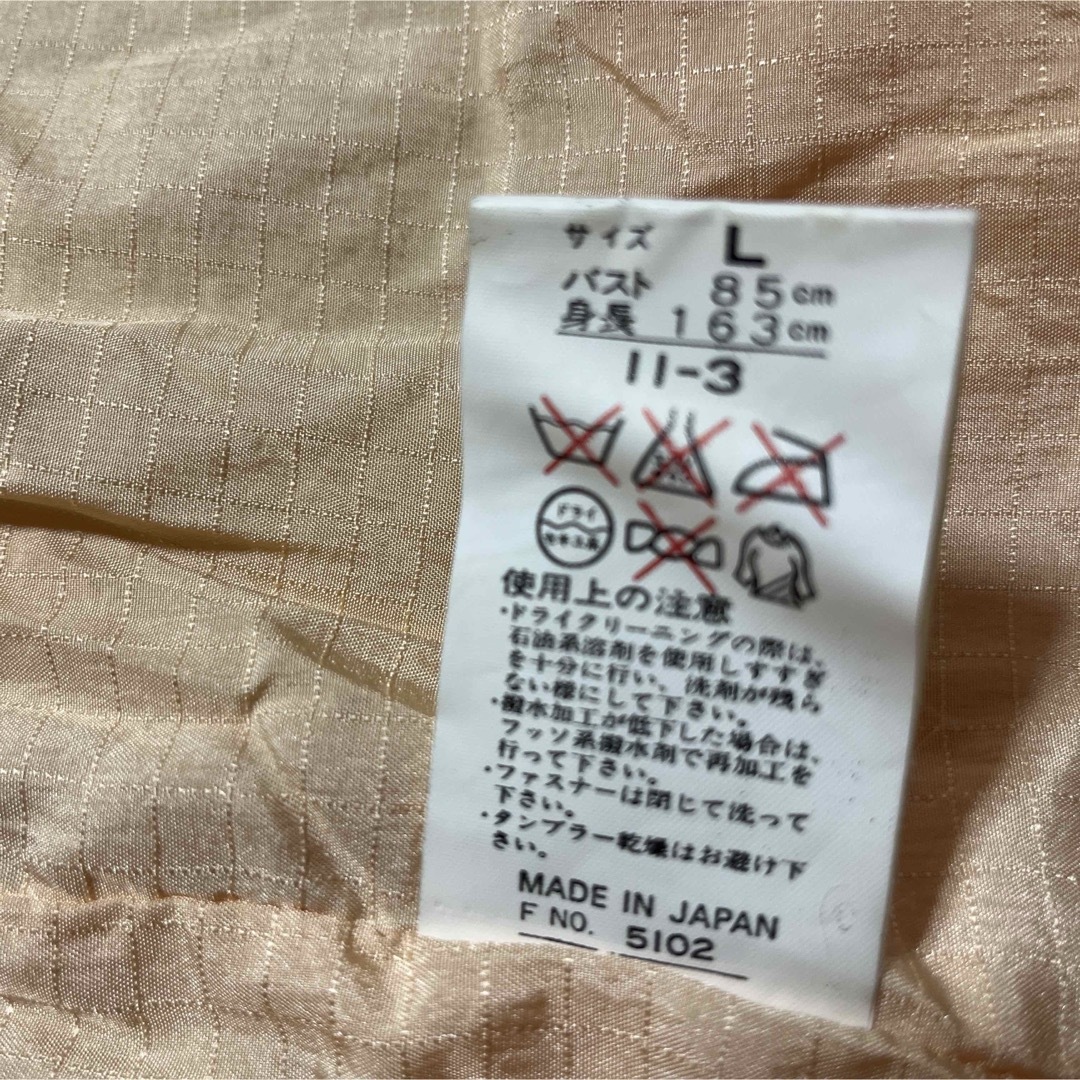 サイズ L
バスト 85cm
身長 163cm
11-3
ドライ
セキユ系
使用上の注意
・ドライクリーニングの際は、
石油系溶剤を使用しすすぎ
を十分に行い、洗剤が残ら
ない様にして下さい。
・撥水加工が低下した場合は、
フッソ系撥水剤で再加工を
行って下さい。
・ファスナーは閉じて洗って
下さい。
・タンブラー乾燥はお避け下
さい。
MADE IN JAPAN
F NO. 5102